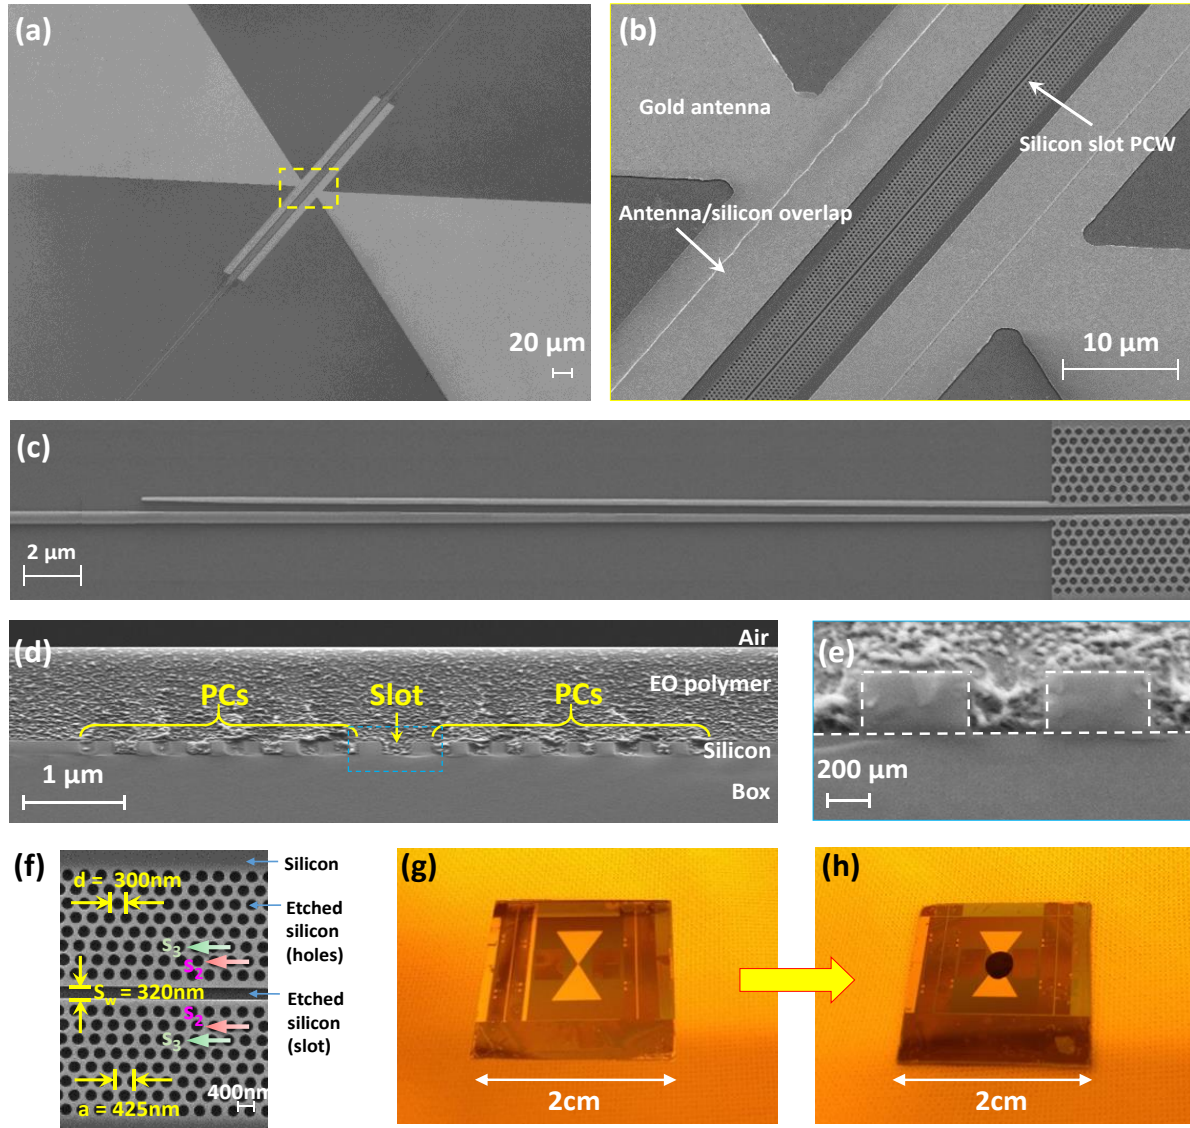 (a)
20 μm
(b)
Gold antenna
Silicon slot PCW
Antenna/silicon overlap
10 μm
(c)
2 μm
(d)
Air
EO polymer
PCs
Slot
PCs
Silicon
1 μm
Box
(e)
200 μm
(f)
Silicon
d = 300nm
Etched
silicon
(holes)
s3
s2
Sw = 320nm
Etched
silicon
(slot)
s2
s3
400nm
a = 425nm
(g)
2cm
(h)
2cm